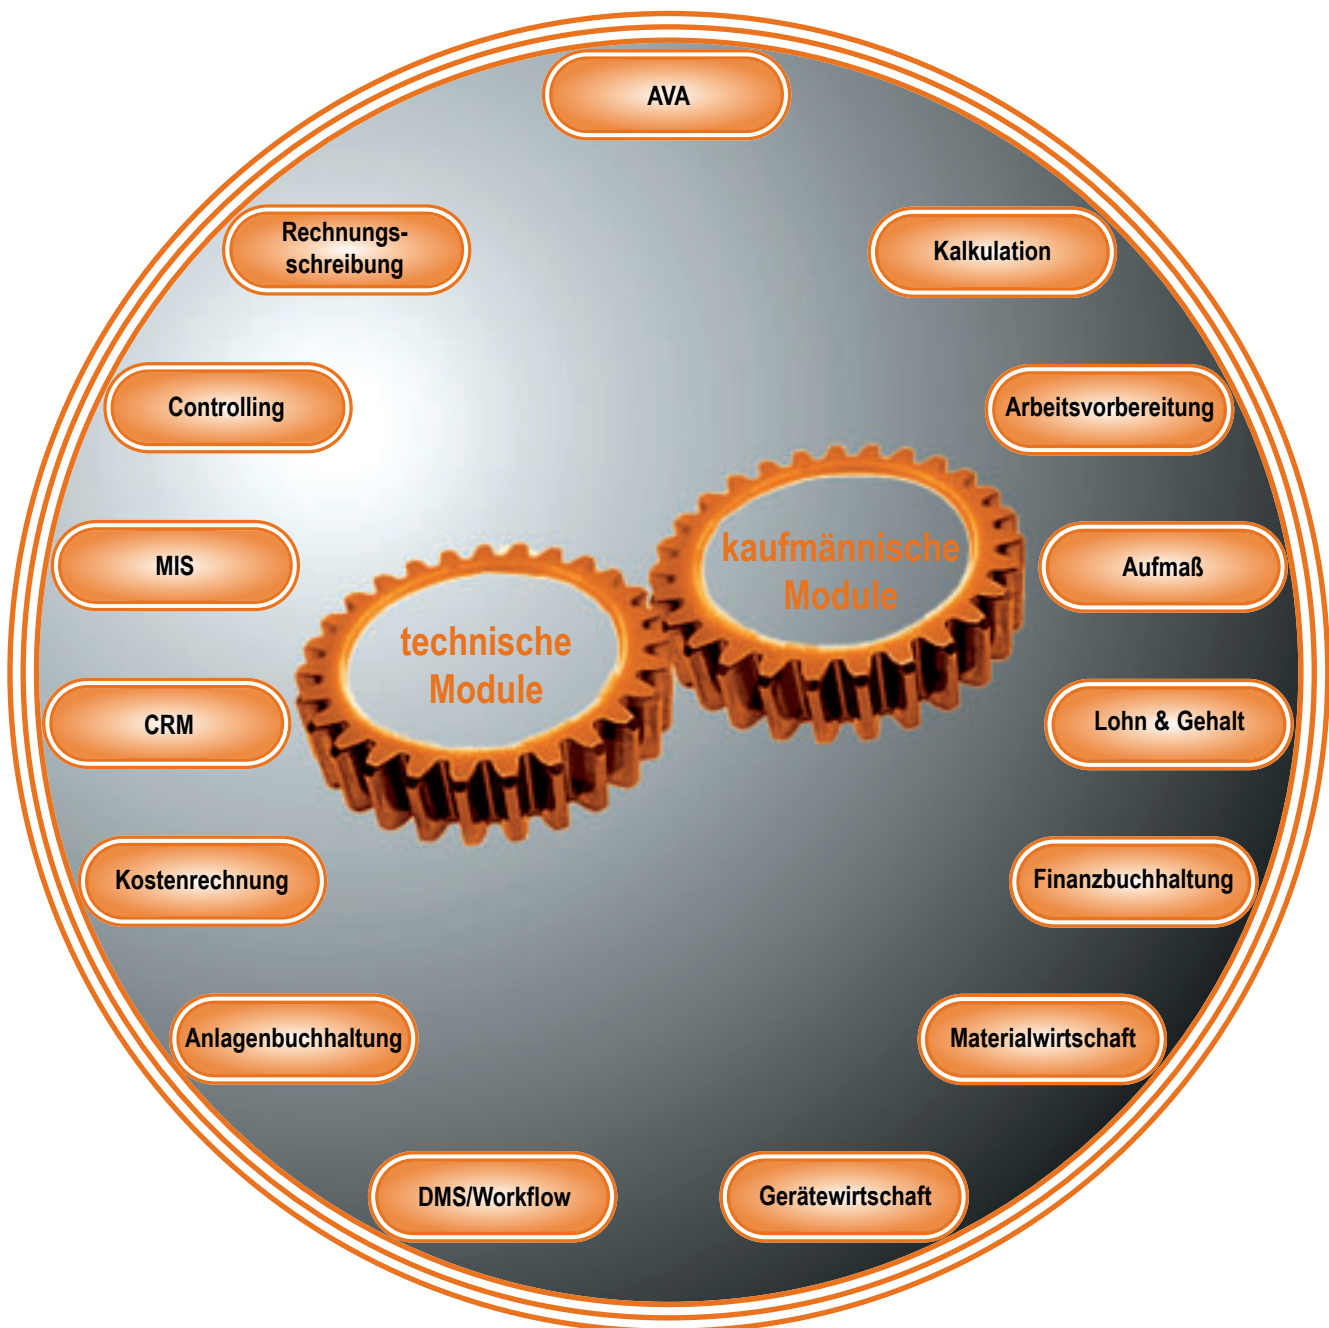 AVA
Rechnungs-
schreibung
Kalkulation
Controlling
Arbeitsvorbereitung
kaufmännische
Module
MIS
Aufmaß
technische
Module
CRM
Lohn & Gehalt
Kostenrechnung
Finanzbuchhaltung
Anlagenbuchhaltung
Materialwirtschaft
DMS/Workflow
Gerätewirtschaft